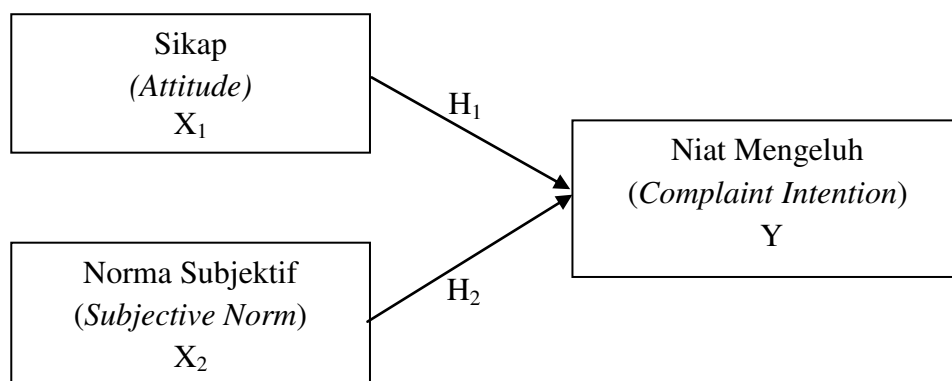 Sikap
(Attitude)
X₁
H₁
Niat Mengeluh
(Complaint Intention)
Y
Norma Subjektif
(Subjective Norm)
X₂
H₂